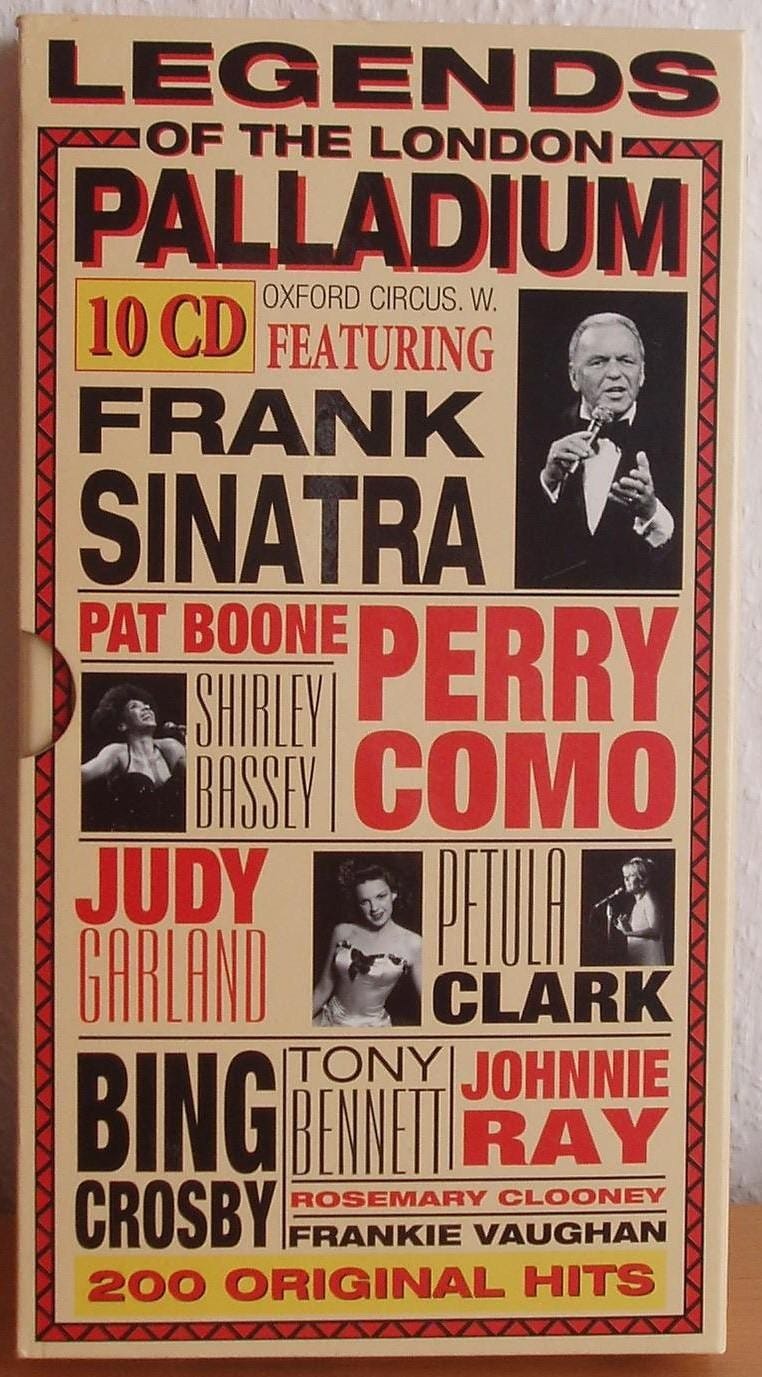 LEGENDS
OF THE LONDON
PALLADIUM
10 CD
OXFORD CIRCUS. W.
FEATURING
FRANK
SINATRA
PAT BOONE
PERRY
COMO
SHIRLEY
BASSEY
JUDY
GARLAND
PETULA
CLARK
BING
CROSBY
TONY
BENNETT
JOHNNIE
RAY
ROSEMARY CLOONEY
FRANKIE VAUGHAN
200 ORIGINAL HITS